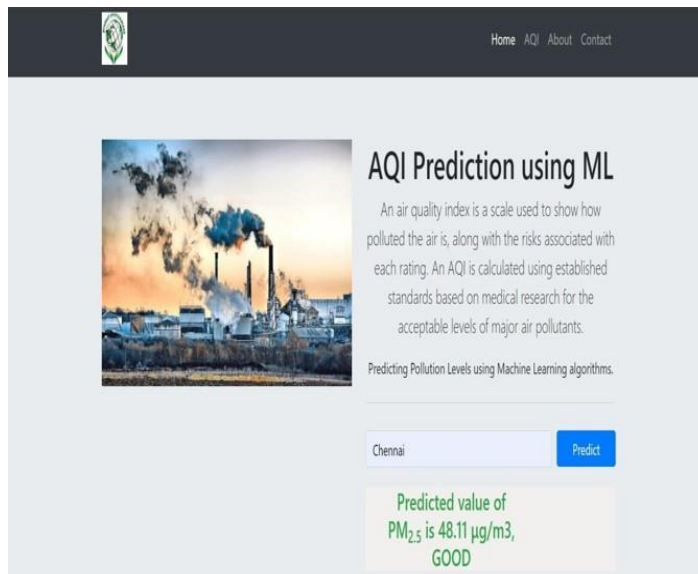 Home AQI About Contact
AQI Prediction using ML
An air quality index is a scale used to show how
polluted the air is, along with the risks associated with
each rating. An AQI is calculated using established
standards based on medical research for the
acceptable levels of major air pollutants.
Predicting Pollution Levels using Machine Learning algorithms.
Chennai
Predict
Predicted value of
PM2.5 is 48.11 µg/m3,
GOOD